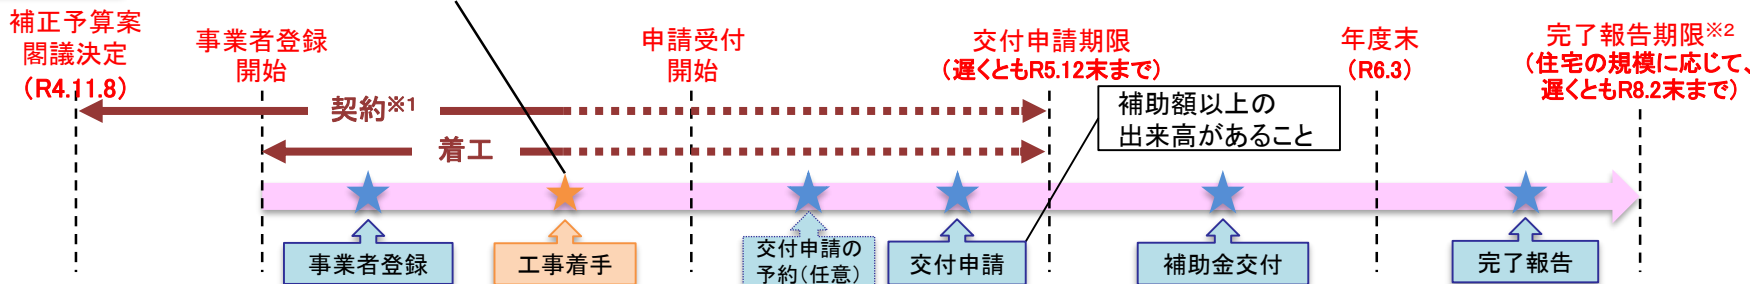 補正予算案
閣議決定
（R4.11.8）
事業者登録
開始
申請受付
開始
交付申請期限
（遅くともR5.12末まで）
年度末
（R6.3）
完了報告期限※2
（住宅の規模に応じて、
遅くともR8.2末まで）
契約※1
着工
補助額以上の
出来高があること
事業者登録
工事着手
交付申請の
予約（任意）
交付申請
補助金交付
完了報告